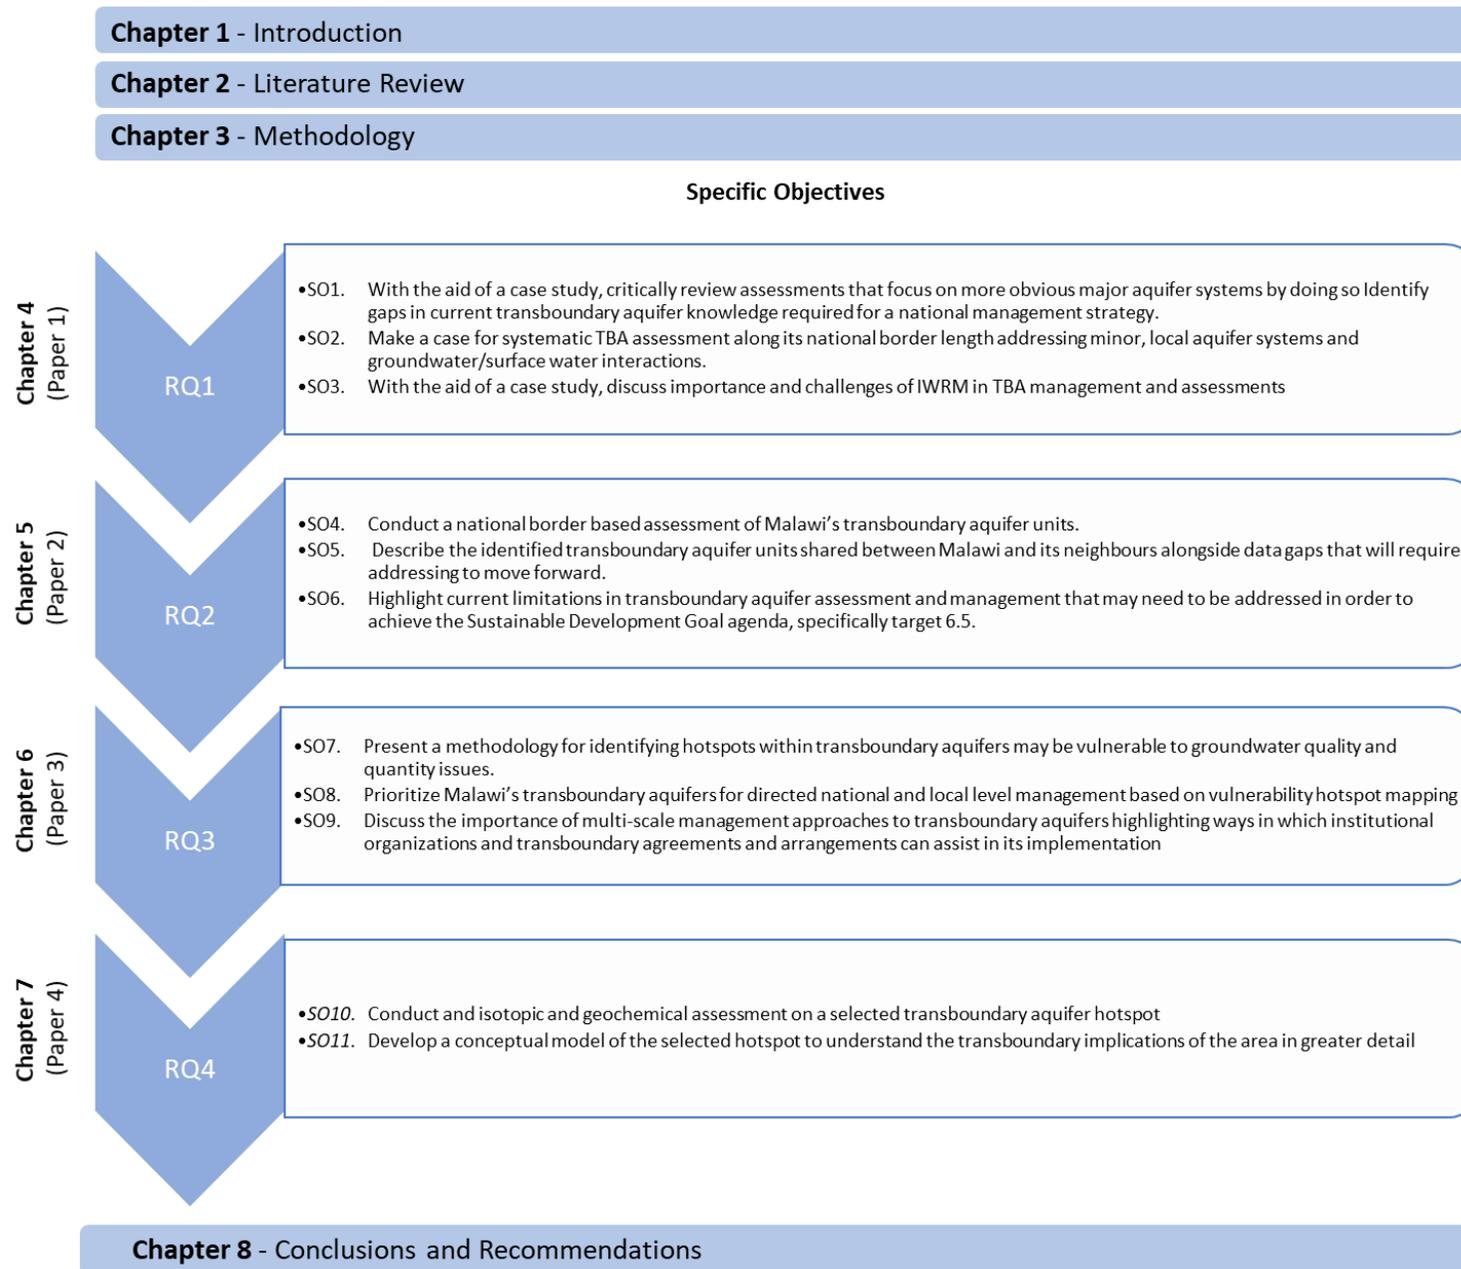 Chapter 1 - Introduction
Chapter 2 - Literature Review
Chapter 3 - Methodology
Specific Objectives
Chapter 4
(Paper 1)
RQ1
•SO1. With the aid of a case study, critically review assessments that focus on more obvious major aquifer systems by doing so Identify
gaps in current transboundary aquifer knowledge required for a national management strategy.
•SO2. Make a case for systematic TBA assessment along its national border length addressing minor, local aquifer systems and
groundwater/surface water interactions.
•SO3. With the aid of a case study, discuss importance and challenges of IWRM in TBA management and assessments
Chapter 5
(Paper 2)
RQ2
•SO4. Conduct a national border based assessment of Malawi's transboundary aquifer units.
•SO5. Describe the identified transboundary aquifer units shared between Malawi and its neighbours alongside data gaps that will require
addressing to move forward.
•SO6. Highlight current limitations in transboundary aquifer assessment and management that may need to be addressed in order to
achieve the Sustainable Development Goal agenda, specifically target 6.5.
Chapter 6
(Paper 3)
RQ3
•SO7. Present a methodology for identifying hotspots within transboundary aquifers may be vulnerable to groundwater quality and
quantity issues.
•SO8. Prioritize Malawi's transboundary aquifers for directed national and local level management based on vulnerability hotspot mapping
•SO9. Discuss the importance of multi-scale management approaches to transboundary aquifers highlighting ways in which institutional
organizations and transboundary agreements and arrangements can assist in its implementation
Chapter 7
(Paper 4)
RQ4
•SO10. Conduct and isotopic and geochemical assessment on a selected transboundary aquifer hotspot
•SO11. Develop a conceptual model of the selected hotspot to understand the transboundary implications of the area in greater detail
Chapter 8 - Conclusions and Recommendations